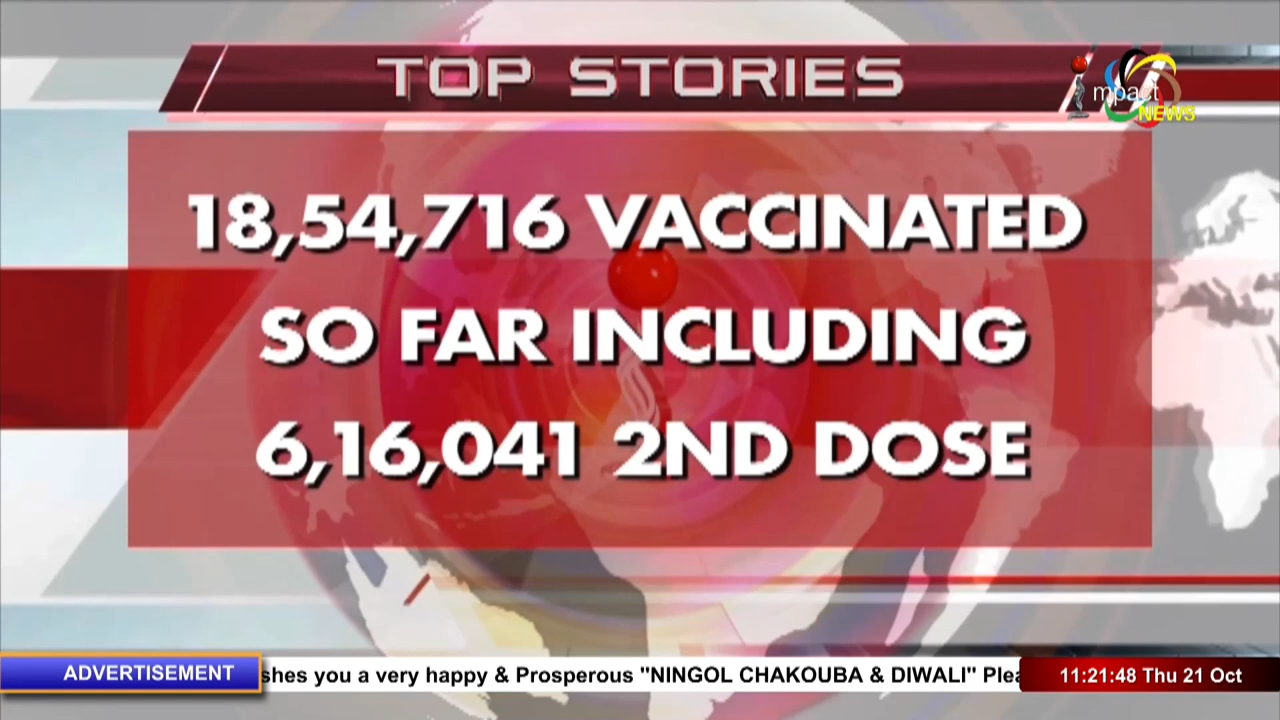 TOP STORIES
mpact
NEWS
18,54,716 VACCINATED
SO FAR INCLUDING
6,16,041 2ND DOSE
ADVERTISEMENT
shes you a very happy & Prosperous "NINGOL CHAKOUBA & DIWALI" Plea
11:21:48 Thu 21 Oct